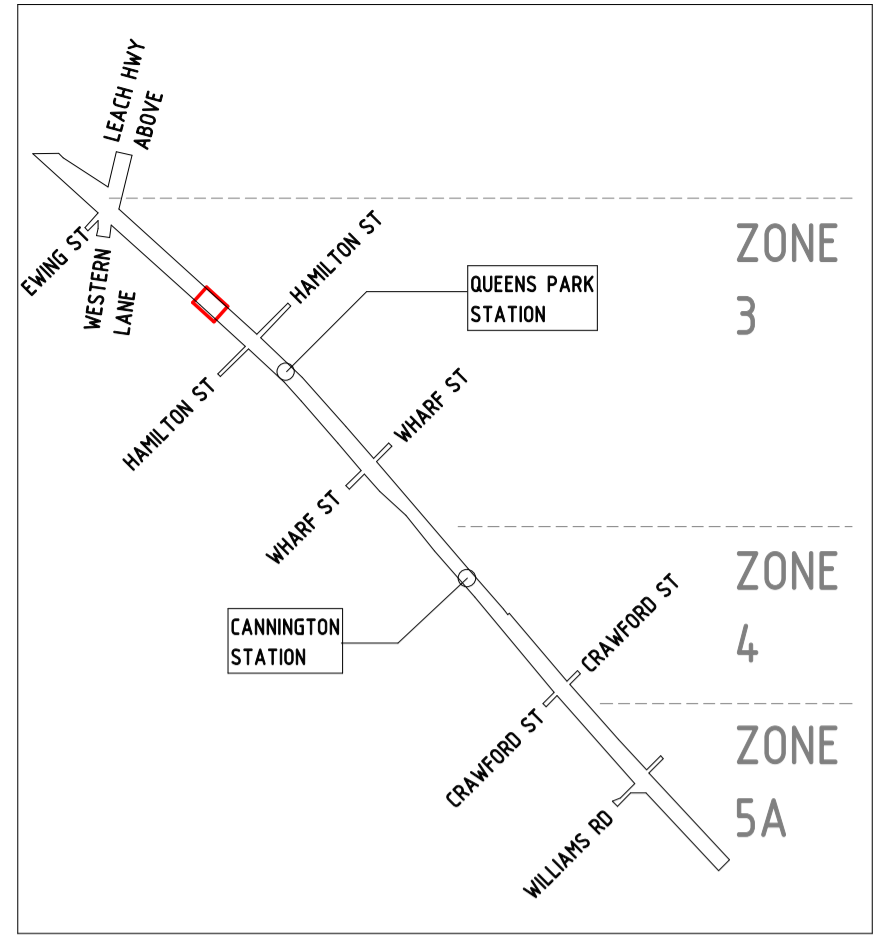 LEACH HWY
ABOVE
EWING ST
WESTERN
LANE
HAMILTON ST
ZONE
3
QUEENS PARK
STATION
HAMILTON ST
WHARF ST
WHARF ST
ZONE
4
CANNINGTON
STATION
CRAWFORD ST
CRAWFORD ST
ZONE
5A
WILLIAMS RD